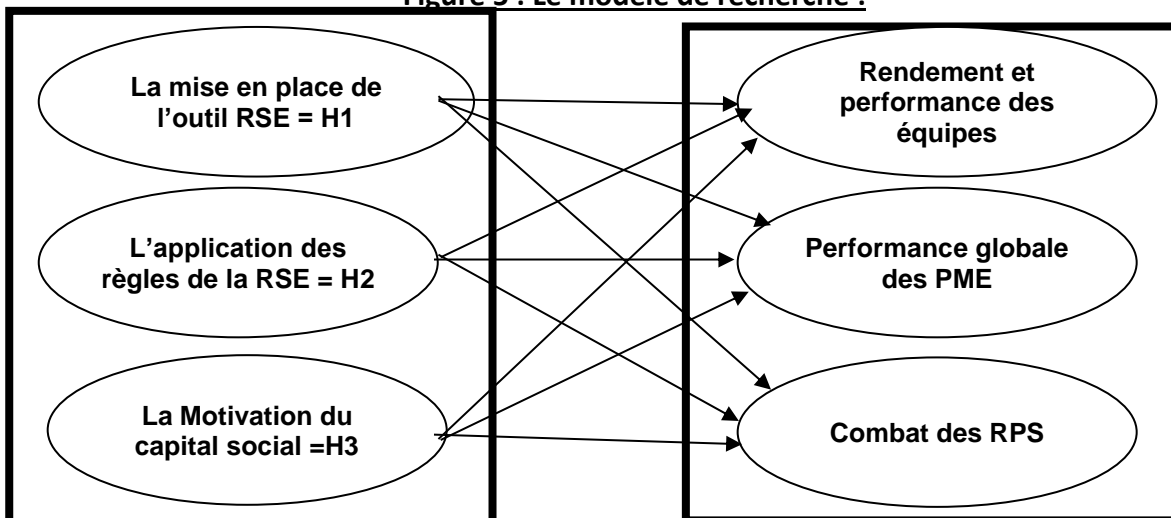 Figure 5 : Le modèle de recherche :
La mise en place de
l’outil RSE = H1
L’application des
règles de la RSE = H2
La Motivation du
capital social =H3
Rendement et
performance des
équipes
Performance globale
des PME
Combat des RPS